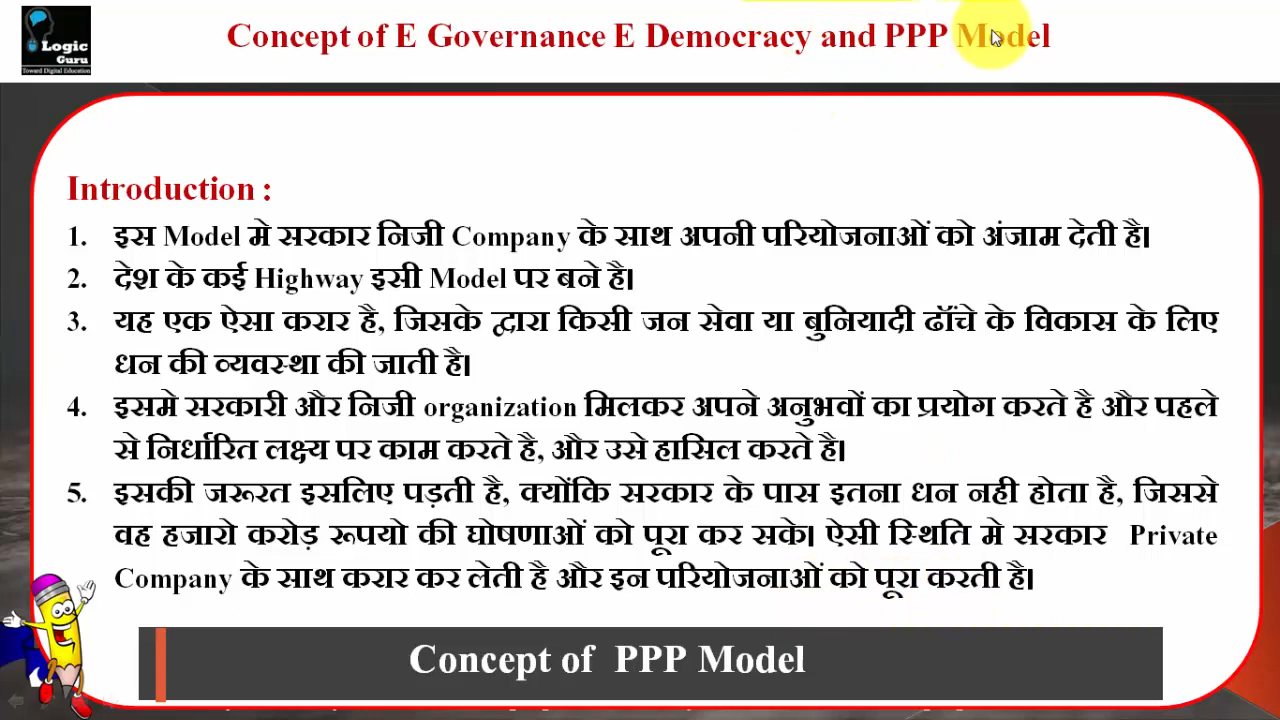 Logic
Guru
Toward Digital Education
Concept of E Governance E Democracy and PPP Model
Introduction :
1. इस Model मे सरकार निजी Company के साथ अपनी परियोजनाओं को अंजाम देती है।
2. देश के कई Highway इसी Model पर बने है।
3. यह एक ऐसा करार है, जिसके द्वारा किसी जन सेवा या बुनियादी ढाॅंचे के विकास के लिए
धन की व्यवस्था की जाती है।
4. इसमे सरकारी और निजी organization मिलकर अपने अनुभवों का प्रयोग करते है और पहले
से निर्धारित लक्ष्य पर काम करते है, और उसे हासिल करते है।
5. इसकी जरूरत इसलिए पड़ती है, क्योंकि सरकार के पास इतना धन नही होता है, जिससे
वह हजारो करोड़ रूपयो की घोषणाओं को पूरा कर सके। ऐसी स्थिति मे सरकार Private
Company के साथ करार कर लेती है और इन परियोजनाओं को पूरा करती है।
Concept of PPP Model